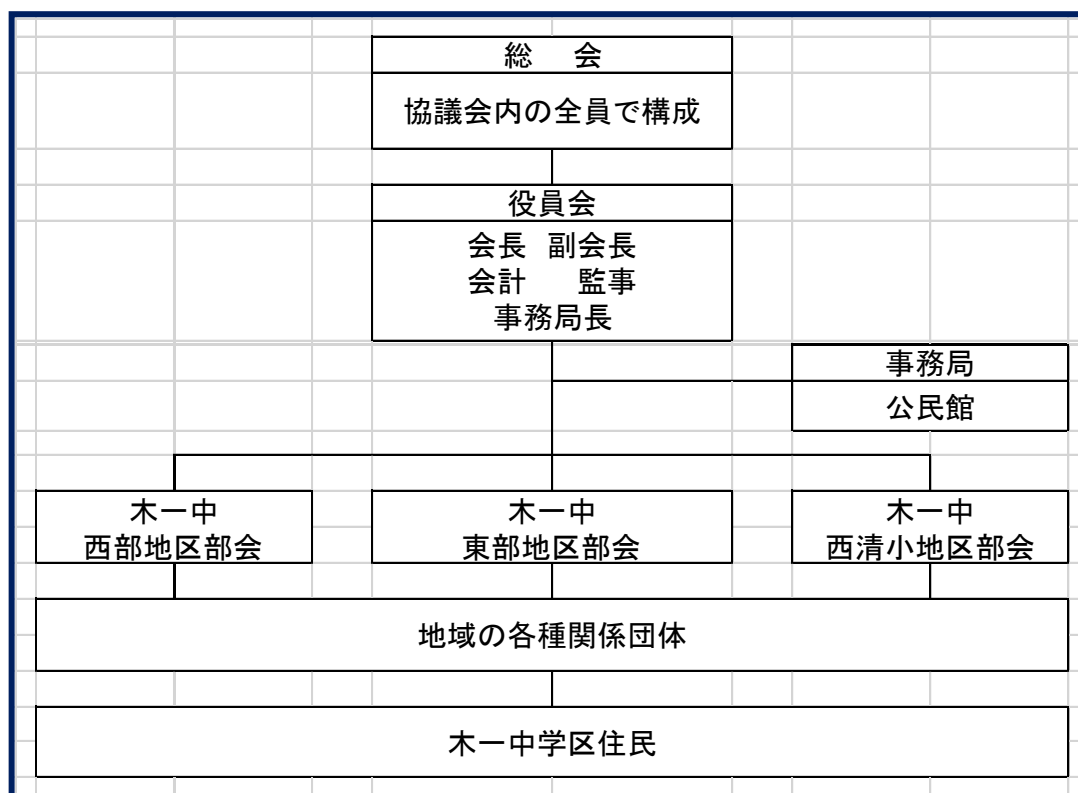 総　会
協議会内の全員で構成
役員会
会長　副会長
会計　　監事
事務局長
事務局
公民館
木一中
西部地区部会
木一中
東部地区部会
木一中
西清小地区部会
地域の各種関係団体
木一中学区住民